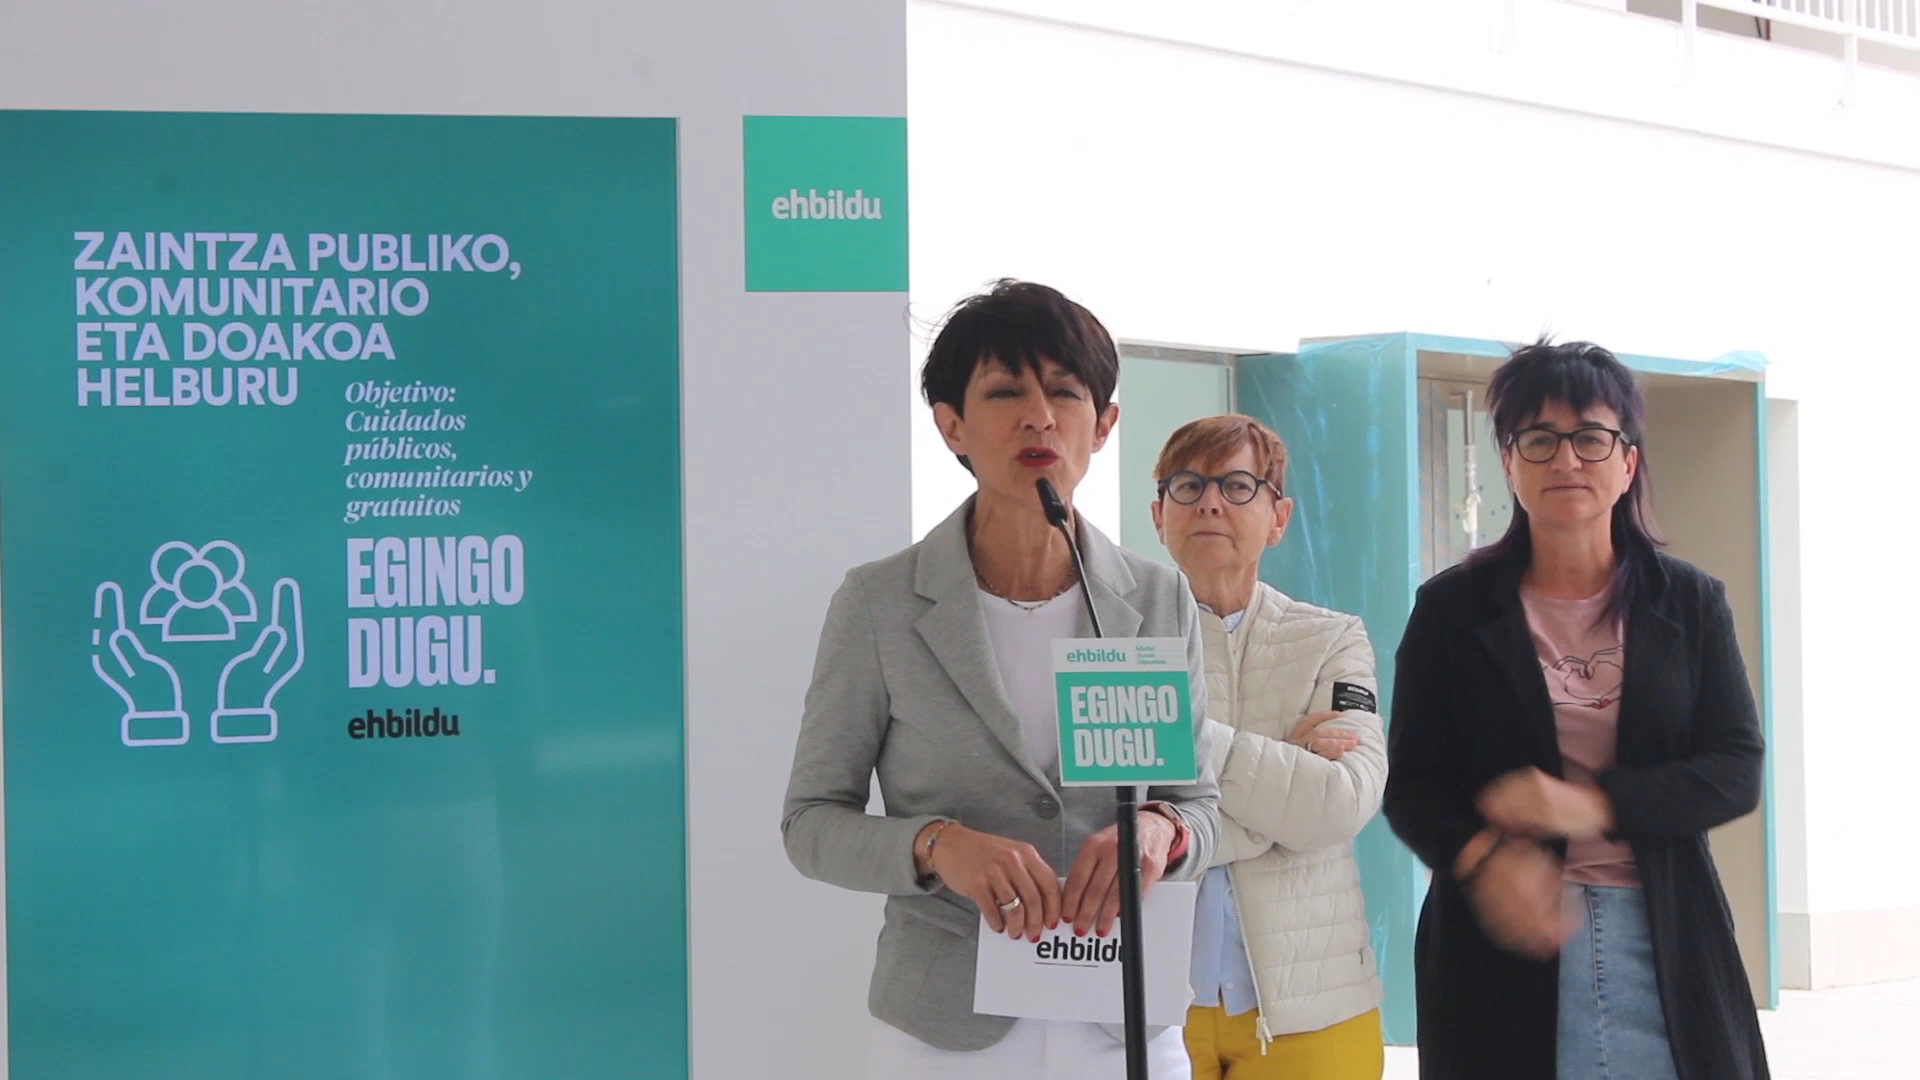 ZAINTZA PUBLIKO,
KOMUNITARIO
ETA DOAKOA
HELBURU
Objetivo:
Cuidados
públicos,
comunitarios y
gratuitos
EGINGO
DUGU.
ehbildu
ehbildu
ehbildu
EGINGO
DUGU.
ehbildu